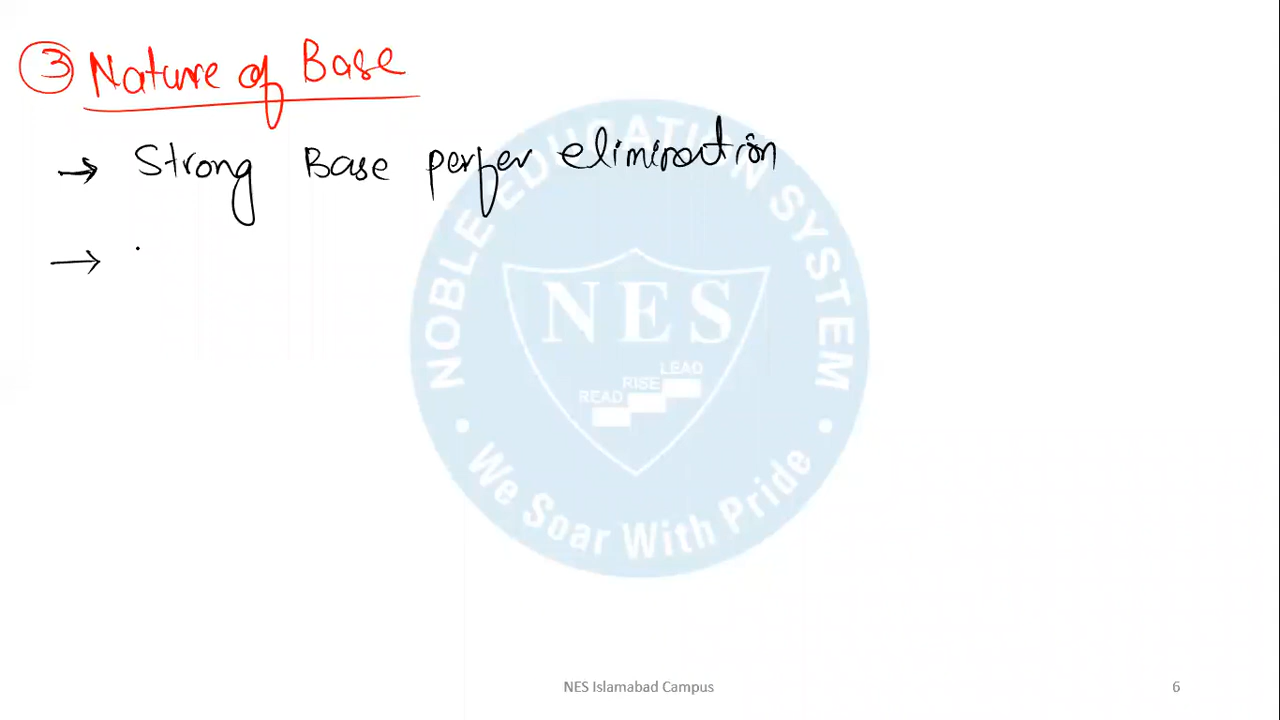 ③ Nature of Base
→ Strong Base perfer elimination
→
NOBLE EDUCATION SYSTEM
NES
LEAD
RISE
READ
• We Soar With Pride •
NES Islamabad Campus
6